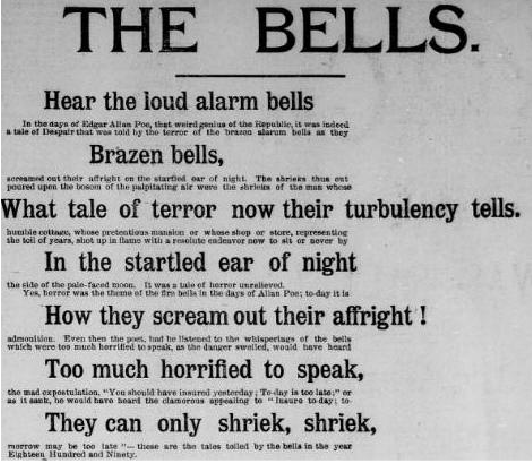 THE BELLS.
Hear the loud alarm bells
In the days of Edgar Allan Poe, that weird genius of the Republic, it was indeed
a tale of Despair that was told by the terror of the brazen alarum bells as they
Brazen bells,
screamed out their affright on the startled ear of night. The shrieks thus out
poured upon the bosom of the palpitating air were the shrieks of the man whose
What tale of terror now their turbulency tells.
humble cottage, whose pretentious mansion or whose shop or store, representing
the toil of years, shot up in flame with a resolute endeavor now to sit or never by
In the startled ear of night
the side of the pale-faced moon. It was a tale of horror unrelieved.
Yes, horror was the theme of the fire bells in the days of Allan Poe; to-day it is
How they scream out their affright !
admonition. Even then the poet, had he listened to the whisperings of the bells
which were too much horrified to speak, as the danger swelled, would have heard
Too much horrified to speak,
the mad expostulation, "You should have insured yesterday; To-day is too late;" or
as it sank, he would have heard the clamorous appealing to "Insure to-day; to-
They can only shriek, shriek,
morrow may be too late"—these are the tales tolled by the bells in the year
Eighteen Hundred and Ninety.